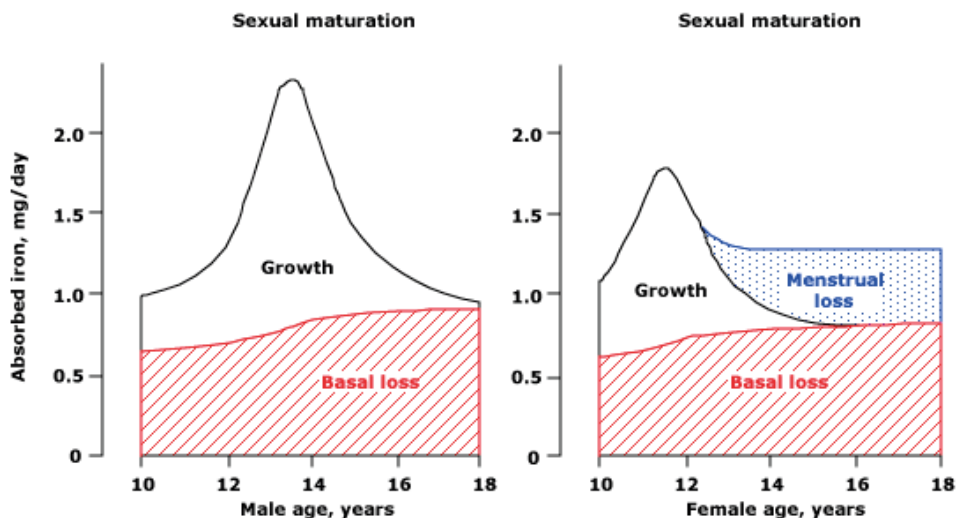 Sexual maturation
Absorbed iron, mg/day
2.0
1.5
1.0
0.5
0
Growth
Basal loss
10 12 14 16 18
Male age, years
Sexual maturation
2.0
1.5
1.0
0.5
0
Growth
Menstrual
loss
Basal loss
10 12 14 16 18
Female age, years